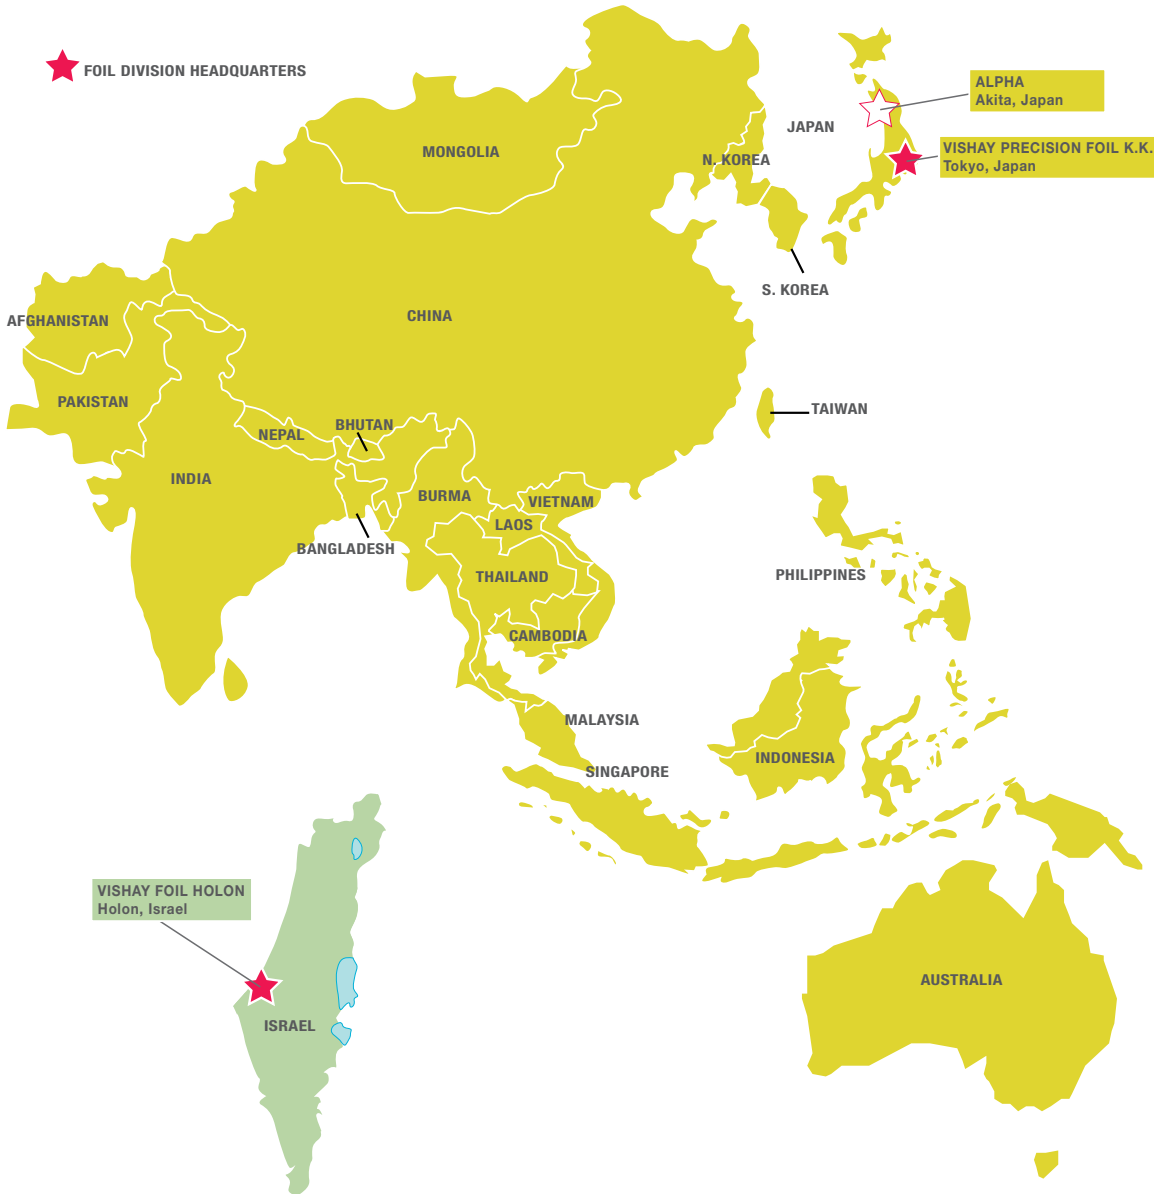 FOIL DIVISION HEADQUARTERS
ALPHA
Akita, Japan
JAPAN
MONGOLIA
N. KOREA
VISHAY PRECISION FOIL K.K.
Tokyo, Japan
S. KOREA
AFGHANISTAN
CHINA
PAKISTAN
TAIWAN
BHUTAN
NEPAL
INDIA
BURMA
VIETNAM
LAOS
BANGLADESH
THAILAND
PHILIPPINES
CAMBODIA
MALAYSIA
INDONESIA
SINGAPORE
VISHAY FOIL HOLON
Holon, Israel
AUSTRALIA
ISRAEL